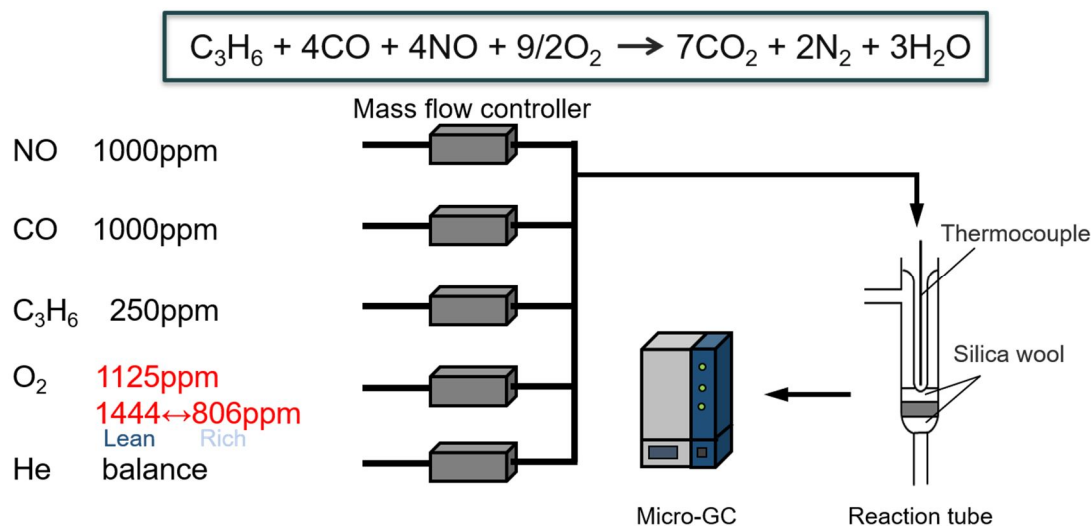 C₃H₆ + 4CO + 4NO + 9/2O₂ → 7CO₂ + 2N₂ + 3H₂O
Mass flow controller
NO 1000ppm
CO 1000ppm
Thermocouple
C₃H₆ 250ppm
Silica wool
O₂ 1125ppm
1444↔806ppm
Lean Rich
He balance
Micro-GC
Reaction tube